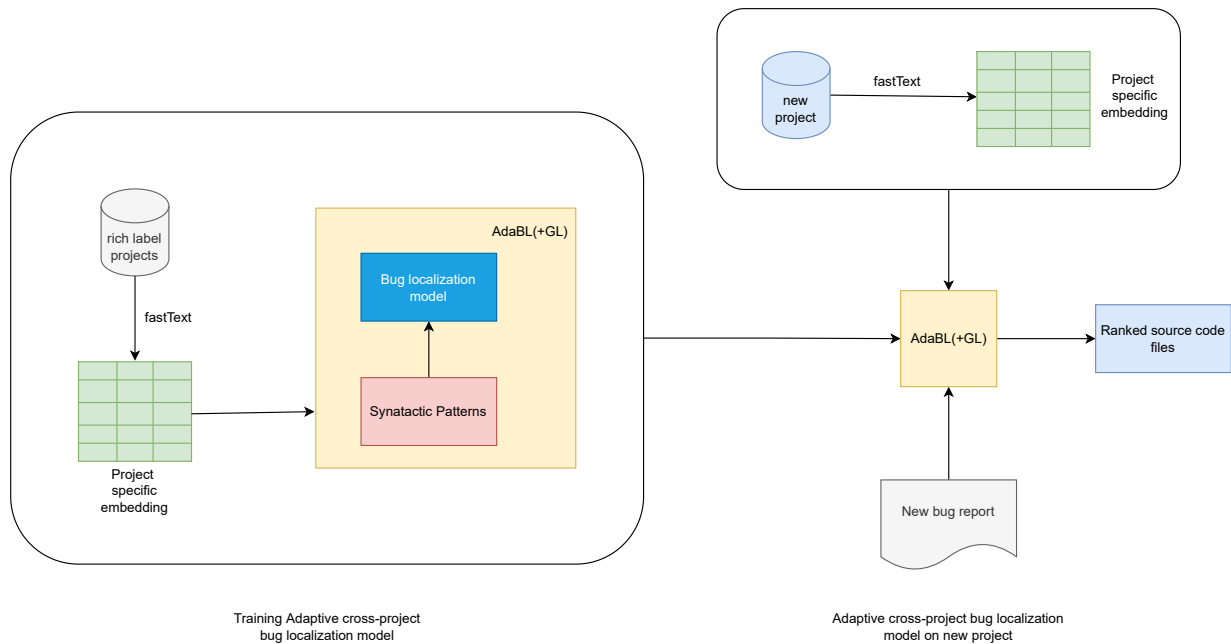 rich label
projects
fastText
Project
specific
embedding
AdaBL(+GL)
Bug localization
model
Synatactic Patterns
Training Adaptive cross-project
bug localization model
new
project
fastText
Project
specific
embedding
AdaBL(+GL)
Ranked source code
files
New bug report
Adaptive cross-project bug localization
model on new project